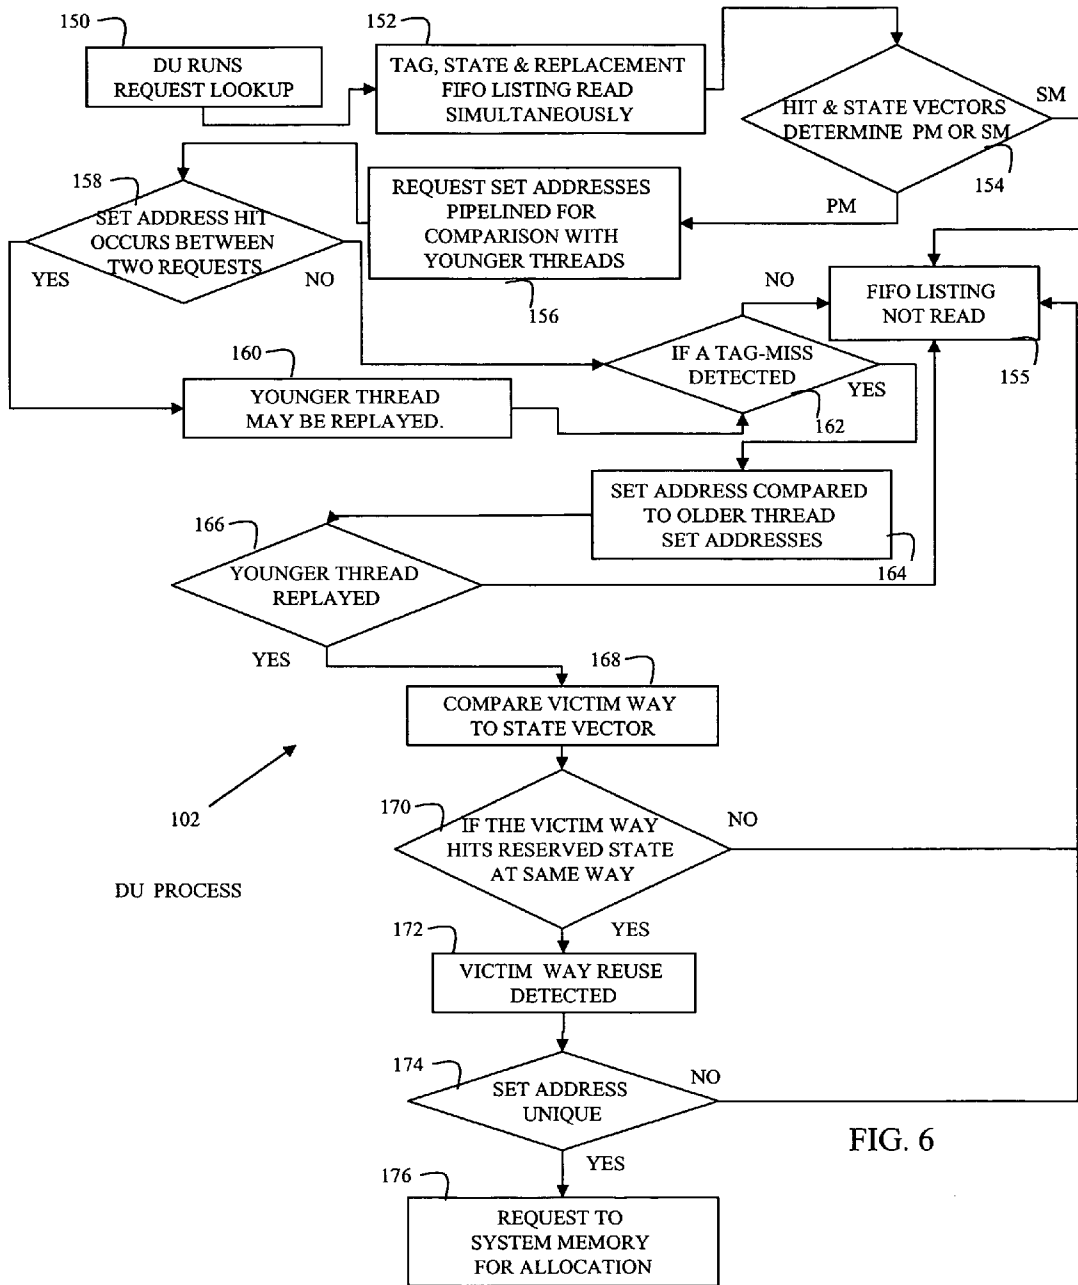 150
DU RUNS
REQUEST LOOKUP
152
TAG, STATE & REPLACEMENT
FIFO LISTING READ
SIMULTANEOUSLY
HIT & STATE VECTORS
DETERMINE PM OR SM
SM
154
PM
158
SET ADDRESS HIT
OCCURS BETWEEN
TWO REQUESTS
YES
NO
REQUEST SET ADDRESSES
PIPELINED FOR
COMPARISON WITH
YOUNGER THREADS
156
NO
FIFO LISTING
NOT READ
155
160
YOUNGER THREAD
MAY BE REPLAYED.
IF A TAG-MISS
DETECTED
YES
162
SET ADDRESS COMPARED
TO OLDER THREAD
SET ADDRESSES
164
166
YOUNGER THREAD
REPLAYED
YES
168
COMPARE VICTIM WAY
TO STATE VECTOR
102
DU PROCESS
170
IF THE VICTIM WAY
HITS RESERVED STATE
AT SAME WAY
NO
YES
172
VICTIM WAY REUSE
DETECTED
174
SET ADDRESS
UNIQUE
NO
YES
FIG. 6
176
REQUEST TO
SYSTEM MEMORY
FOR ALLOCATION